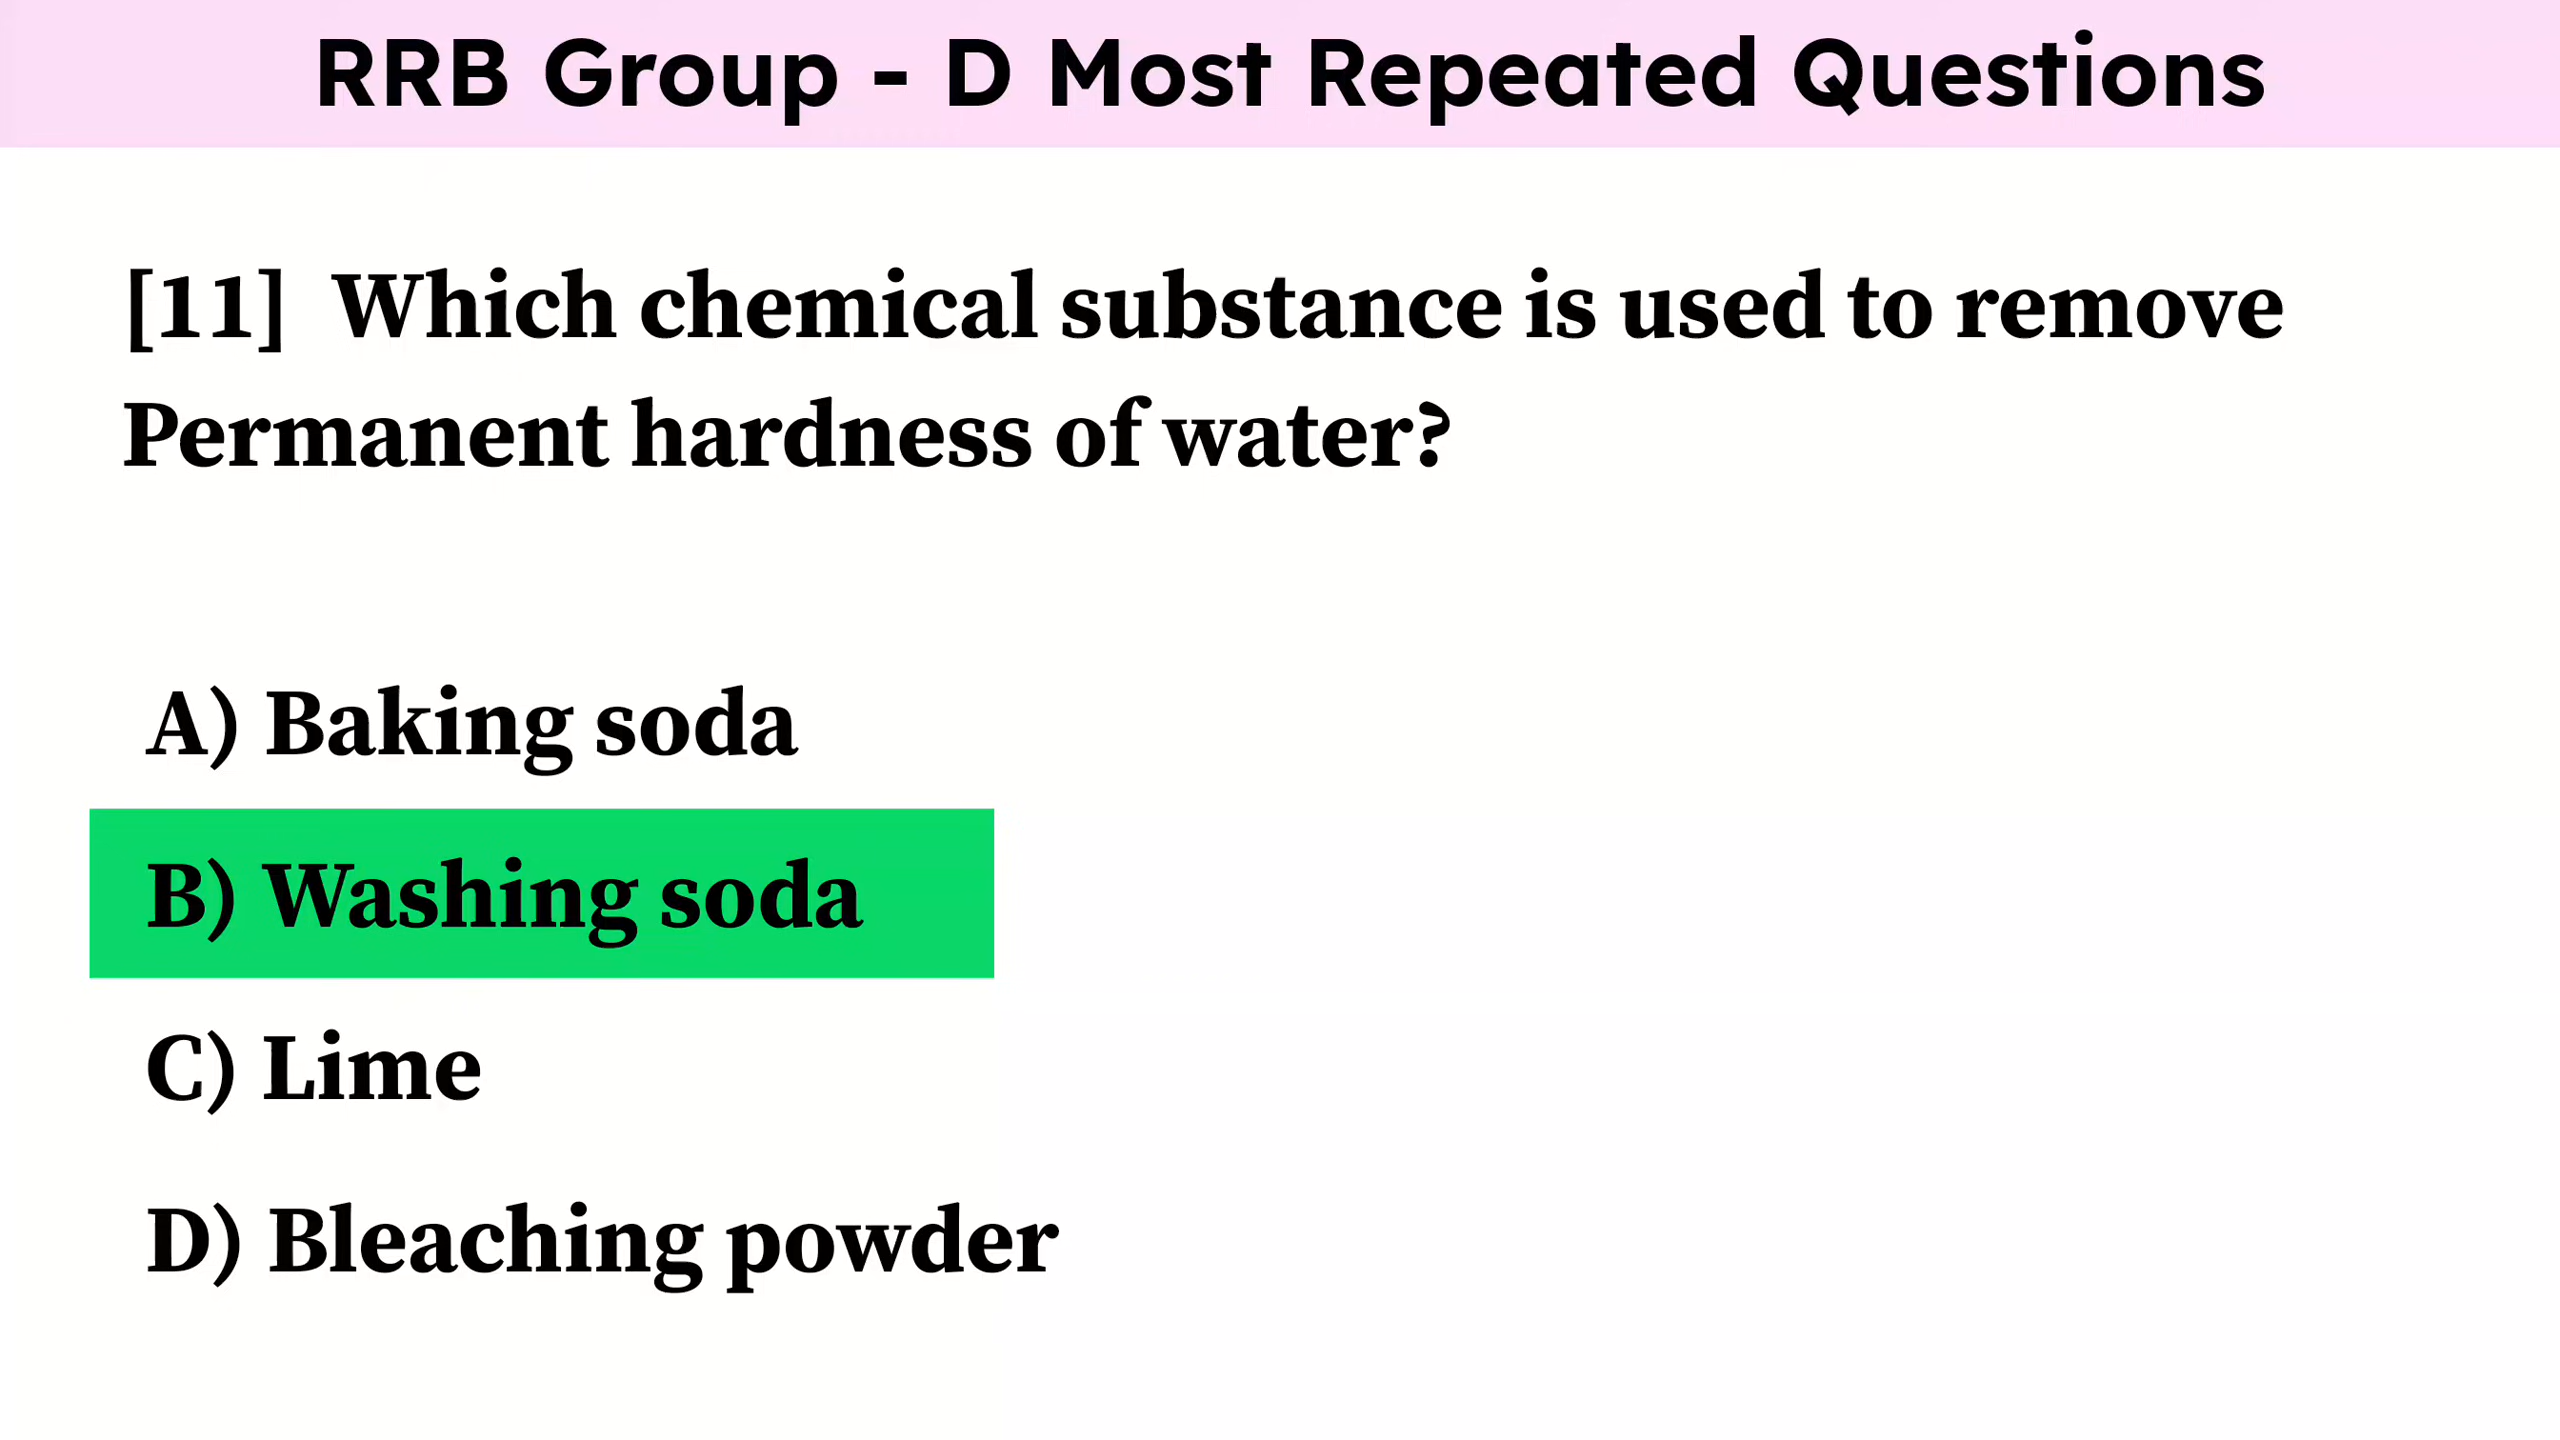 RRB Group - D Most Repeated Questions
[11] Which chemical substance is used to remove
Permanent hardness of water?
A) Baking soda
B) Washing soda
C) Lime
D) Bleaching powder